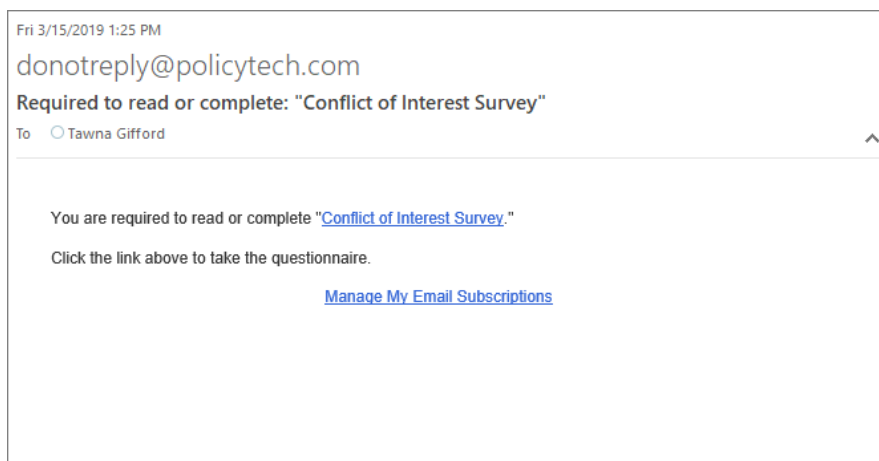 Fri 3/15/2019 1:25 PM
donotreply@policytech.com
Required to read or complete: "Conflict of Interest Survey"
To Tawna Gifford
You are required to read or complete "Conflict of Interest Survey."
Click the link above to take the questionnaire.
Manage My Email Subscriptions